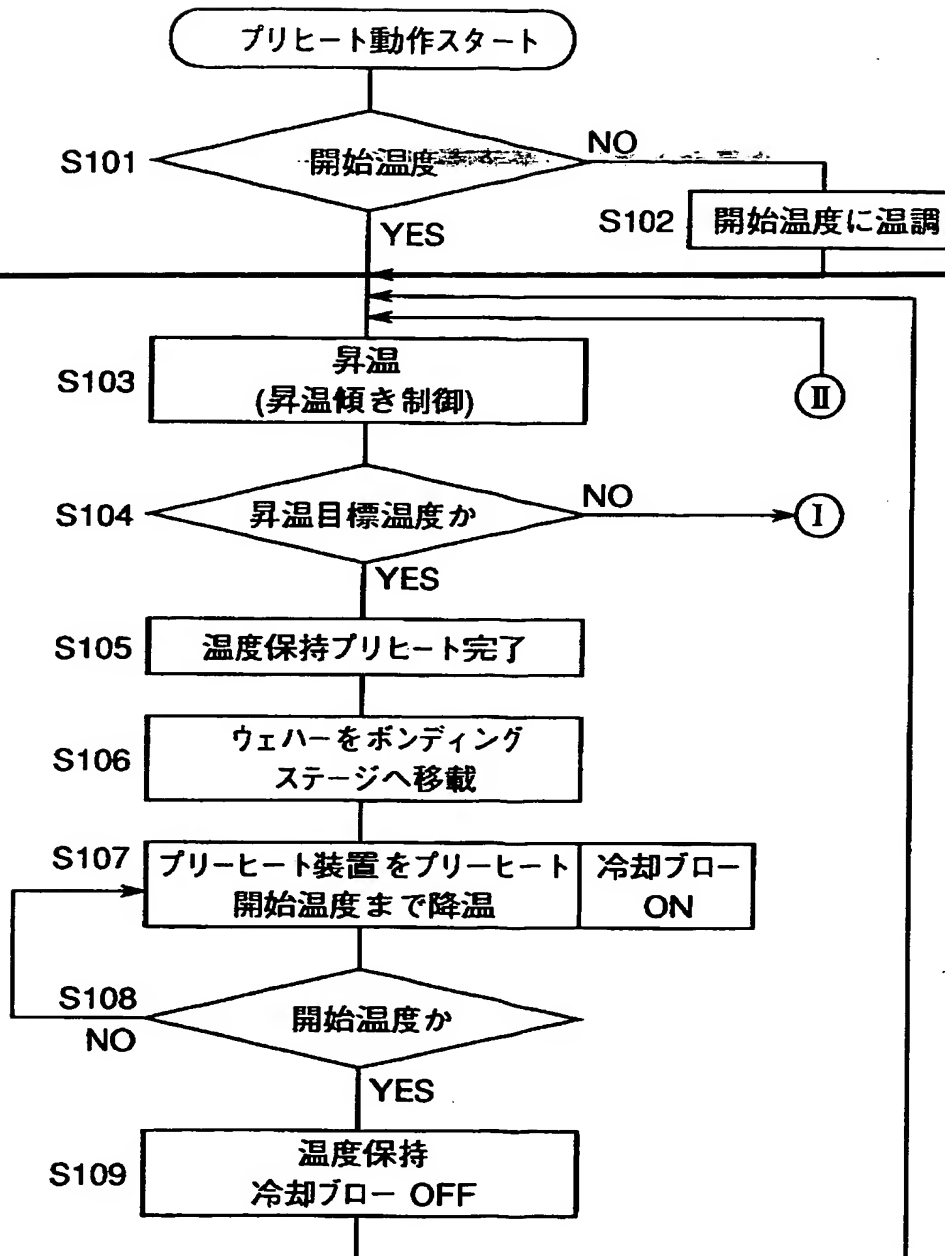 プリヒート動作スタート
S101
開始温度
NO
YES
S102
開始温度に温調
S103
昇温
(昇温傾き制御)
Ⅱ
S104
昇温目標温度か
NO
Ⅰ
YES
S105
温度保持プリヒート完了
S106
ウェハーをボンディング
ステージへ移載
S107
プリーヒート装置をプリーヒート
開始温度まで降温
冷却ブロー
ON
S108
開始温度か
NO
YES
S109
温度保持
冷却ブロー OFF